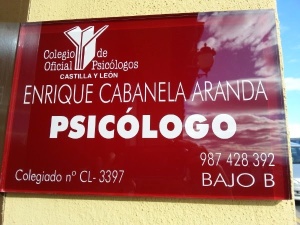 Colegio de
Oficial Psicólogos
CASTILLA Y LEÓN
ENRIQUE CABANELA ARANDA
PSICÓLOGO
987 428 392
Colegiado nº CL- 3397 BAJO B